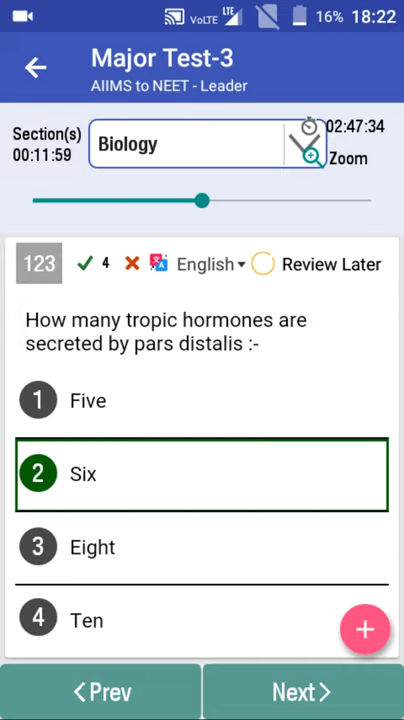 VoLTE LTE 16% 18:22
Major Test-3
AIIMS to NEET - Leader
Section(s)
00:11:59
Biology
02:47:34
Zoom
123 4 English Review Later
How many tropic hormones are
secreted by pars distalis :-
1 Five
2 Six
3 Eight
4 Ten
Prev Next